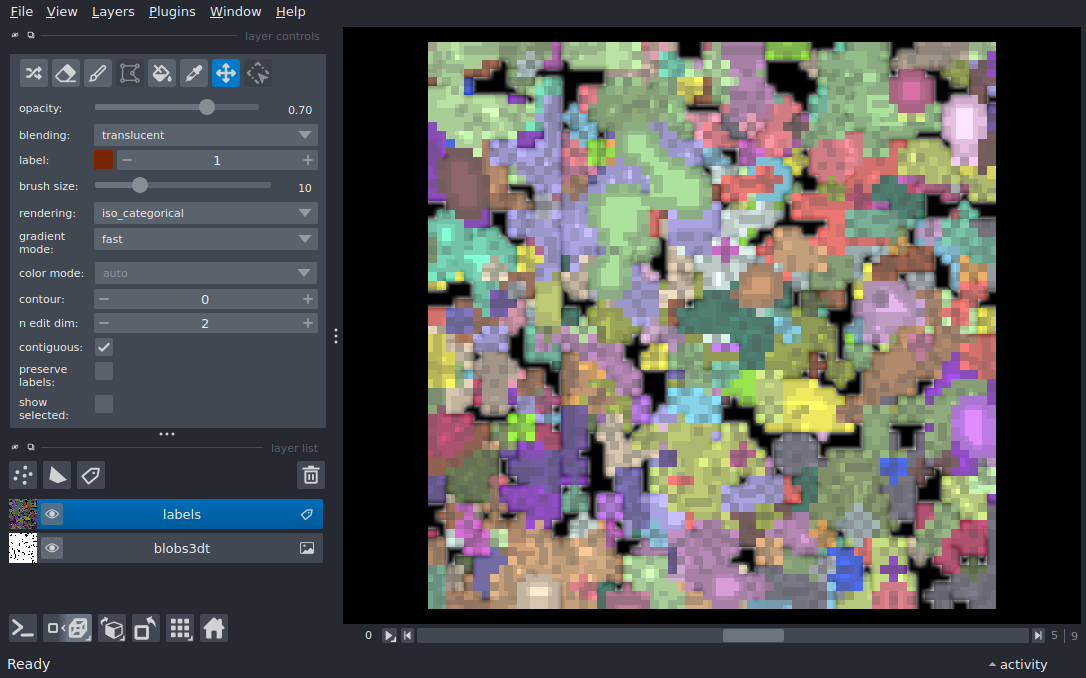 File View Layers Plugins Window Help
layer controls
opacity: 0.70
blending: translucent
label: 1
brush size: 10
rendering: iso_categorical
gradient mode: fast
color mode: auto
contour: 0
n edit dim: 2
contiguous:
preserve labels:
show selected:
layer list
labels
blobs3dt
0 5 | 9
Ready activity